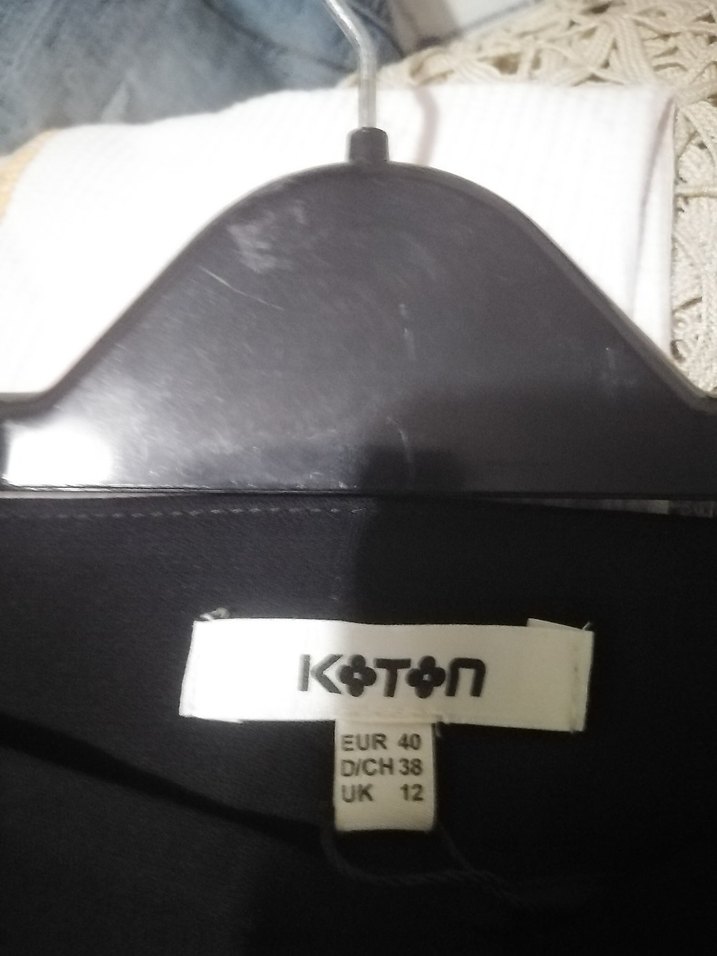 KOTON
EUR 40
D/CH 38
UK 12